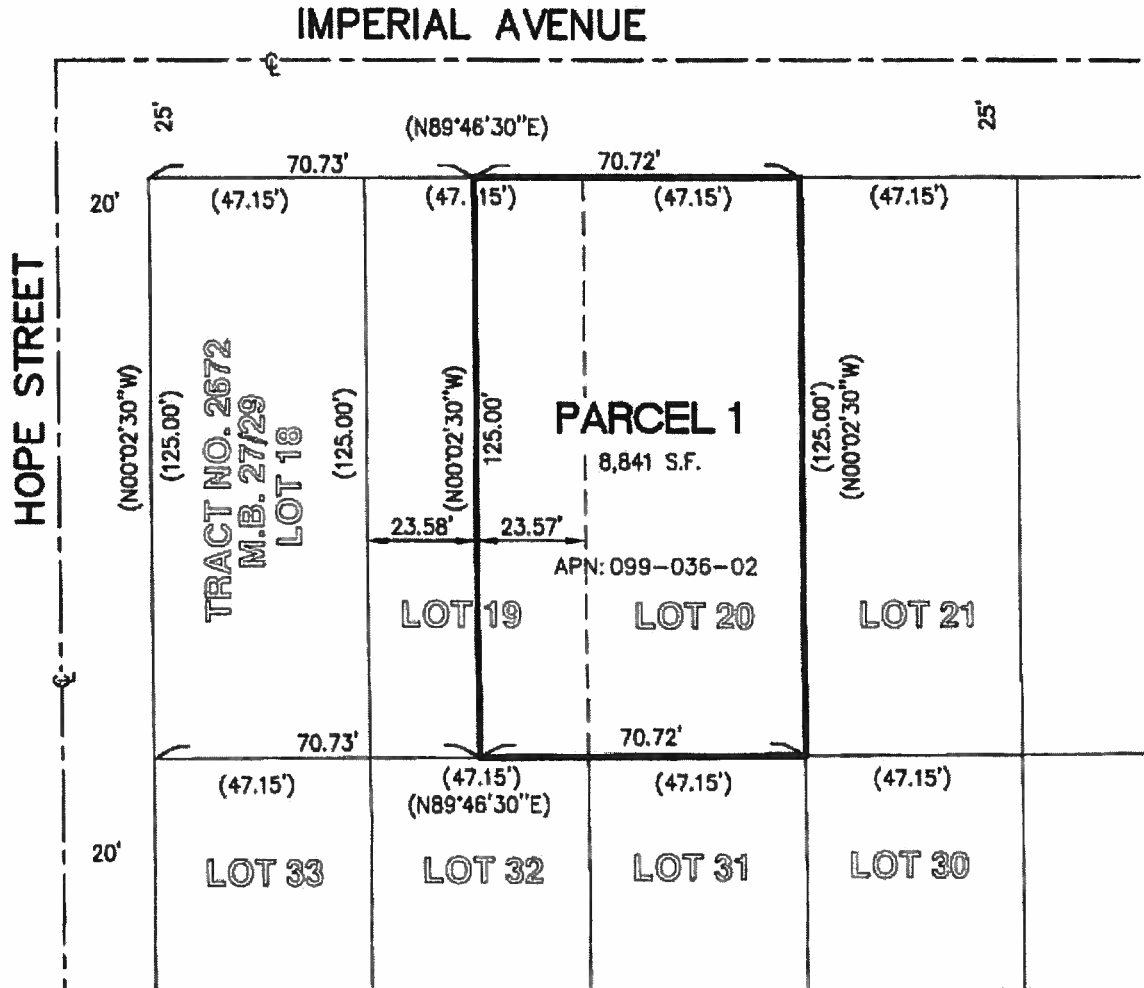 IMPERIAL AVENUE
℄
25'
25'
(N89°46'30"E)
70.73'
70.72'
20'
(47.15')
(47.15')
(47.15')
(47.15')
HOPE STREET
(N00°02'30"W)
(125.00')
TRACT NO. 2672
M.B. 27/29
LOT 18
(125.00')
(N00°02'30"W)
125.00'
PARCEL 1
8,841 S.F.
(125.00')
(N00°02'30"W)
23.58'
23.57'
APN: 099-036-02
LOT 19
LOT 20
LOT 21
℄
70.73'
70.72'
(47.15')
(47.15')
(47.15')
(47.15')
(N89°46'30"E)
20'
LOT 33
LOT 32
LOT 31
LOT 30